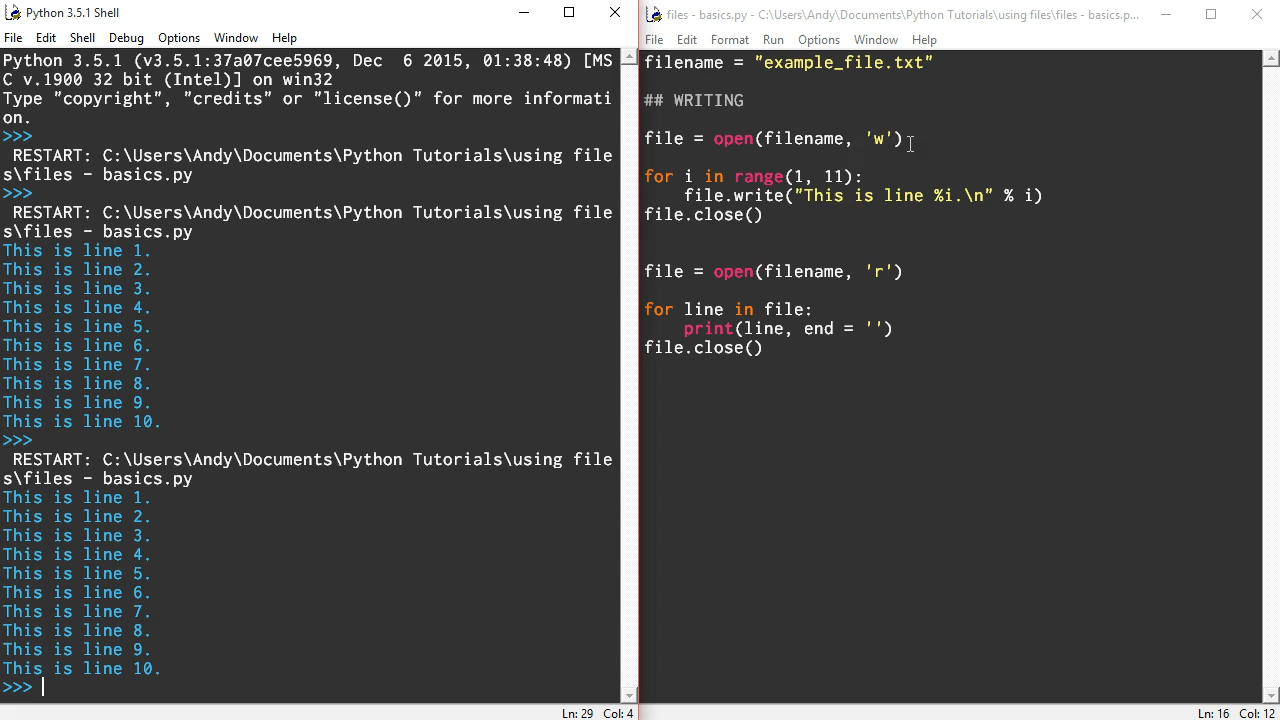 Python 3.5.1 Shell
File Edit Shell Debug Options Window Help
Python 3.5.1 (v3.5.1:37a07cee5969, Dec  6 2015, 01:38:48) [MS
C v.1900 32 bit (Intel)] on win32
Type "copyright", "credits" or "license()" for more informati
on.
>>>
 RESTART: C:\Users\Andy\Documents\Python Tutorials\using file
s\files - basics.py
>>>
 RESTART: C:\Users\Andy\Documents\Python Tutorials\using file
s\files - basics.py
This is line 1.
This is line 2.
This is line 3.
This is line 4.
This is line 5.
This is line 6.
This is line 7.
This is line 8.
This is line 9.
This is line 10.
>>>
 RESTART: C:\Users\Andy\Documents\Python Tutorials\using file
s\files - basics.py
This is line 1.
This is line 2.
This is line 3.
This is line 4.
This is line 5.
This is line 6.
This is line 7.
This is line 8.
This is line 9.
This is line 10.
>>>
Ln: 29 Col: 4
files - basics.py - C:\Users\Andy\Documents\Python Tutorials\using files\files - basics.p...
File Edit Format Run Options Window Help
filename = "example_file.txt"
## WRITING
file = open(filename, 'w')
for i in range(1, 11):
    file.write("This is line %i.\n" % i)
file.close()
file = open(filename, 'r')
for line in file:
    print(line, end = '')
file.close()
Ln: 16 Col: 12